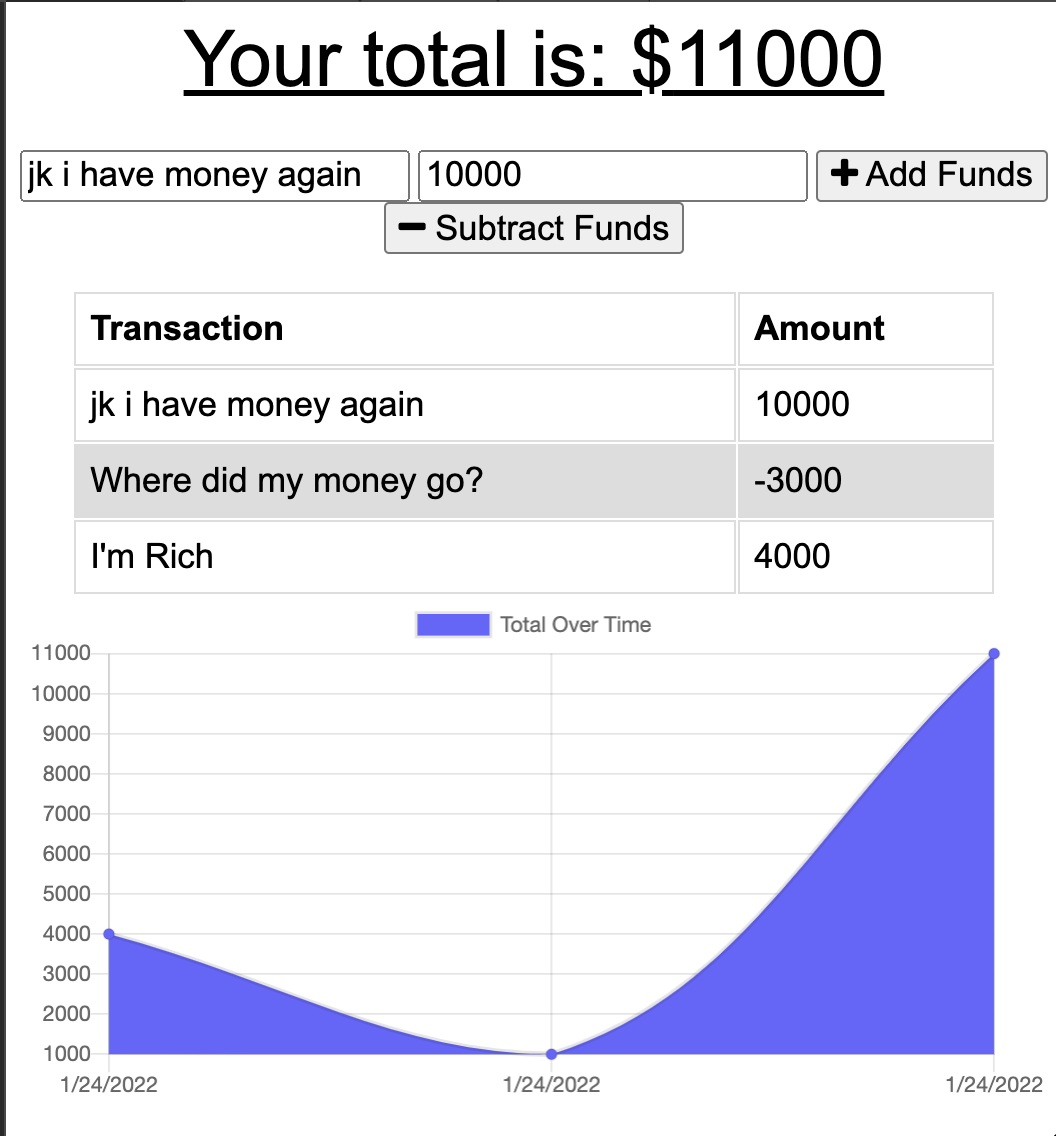 Your total is: $11000
jk i have money again 10000 Add Funds
Subtract Funds
Transaction Amount
jk i have money again 10000
Where did my money go? -3000
I'm Rich 4000
Total Over Time
11000
10000
9000
8000
7000
6000
5000
4000
3000
2000
1000
1/24/2022 1/24/2022 1/24/2022